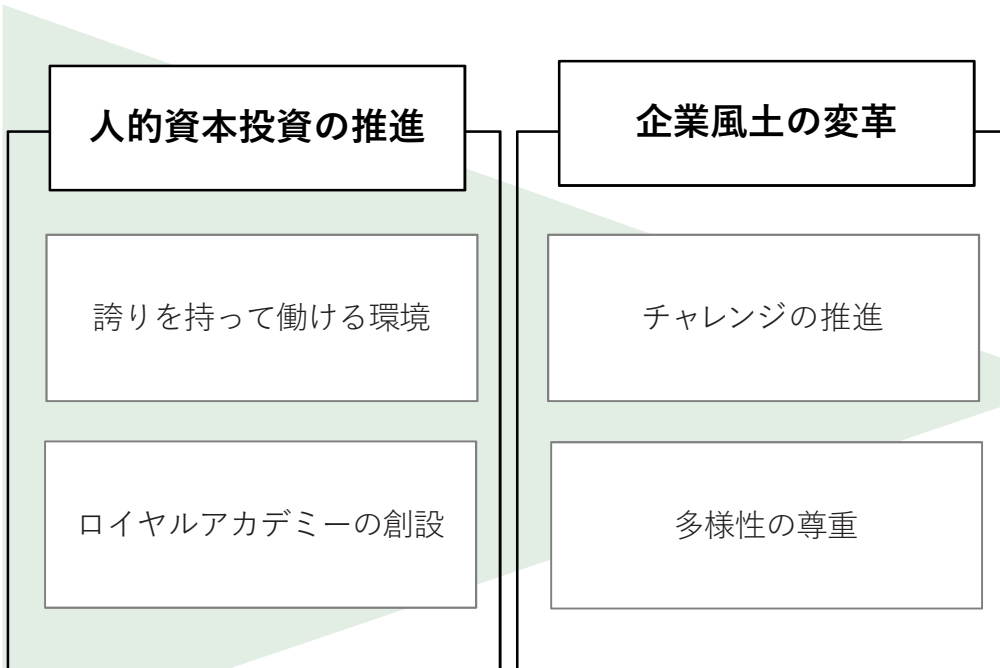 人的資本投資の推進
誇りを持って働ける環境
ロイヤルアカデミーの創設
企業風土の変革
チャレンジの推進
多様性の尊重